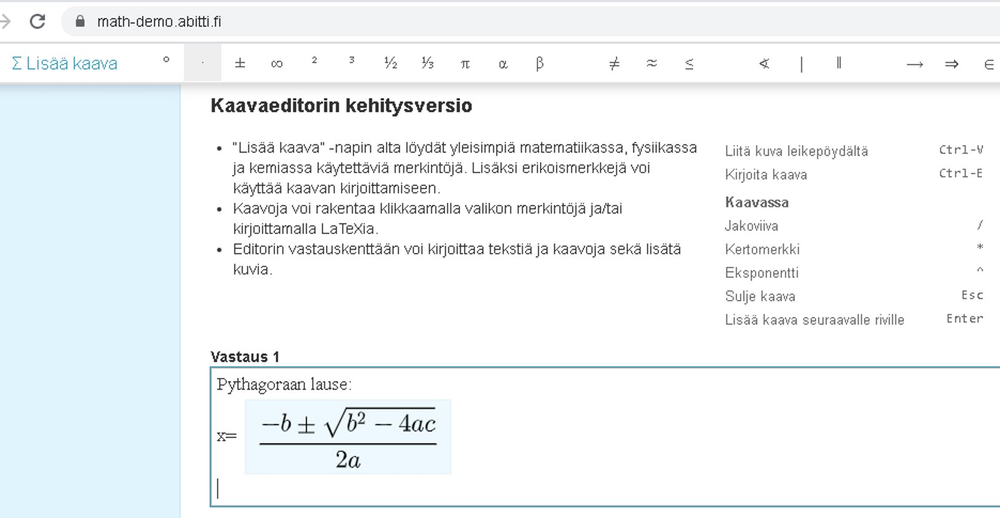 math-demo.abitti.fi
Σ Lisää kaava ° · ± ∞ ² ³ ½ ⅓ π α β ≠ ≈ ≤ ∢ | ∥ → ⇒ ∈
Kaavaeditorin kehitysversio
• "Lisää kaava" -napin alta löydät yleisimpiä matematiikassa, fysiikassa
ja kemiassa käytettäviä merkintöjä. Lisäksi erikoismerkkejä voi
käyttää kaavan kirjoittamiseen.
• Kaavoja voi rakentaa klikkaamalla valikon merkintöjä ja/tai
kirjoittamalla LaTeXia.
• Editorin vastauskenttään voi kirjoittaa tekstiä ja kaavoja sekä lisätä
kuvia.
Liitä kuva leikepöydältä Ctrl-V
Kirjoita kaava Ctrl-E
Kaavassa
Jakoviiva /
Kertomerkki *
Eksponentti ^
Sulje kaava Esc
Lisää kaava seuraavalle riville Enter
Vastaus 1
Pythagoraan lause:
x= (−b ± √(b² − 4ac))/(2a)